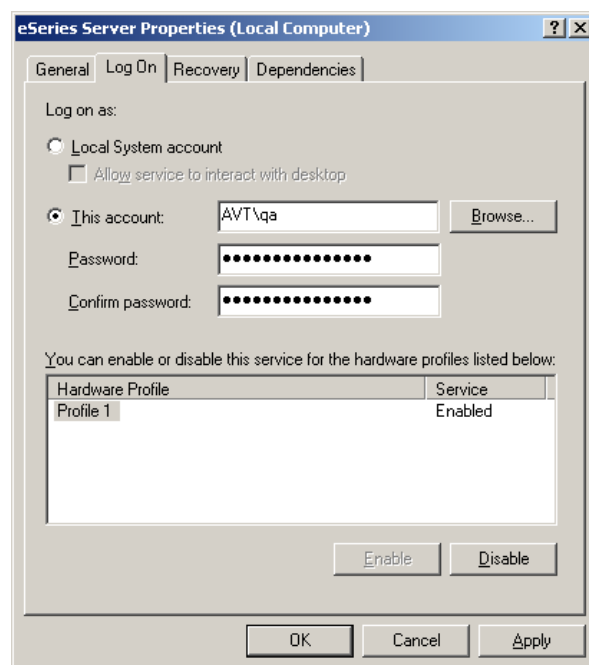 eSeries Server Properties (Local Computer) ? X
General Log On Recovery Dependencies
Log on as:
Local System account
Allow service to interact with desktop
This account: AVT\qa Browse...
Password: ●●●●●●●●●●●●●●●
Confirm password: ●●●●●●●●●●●●●●●
You can enable or disable this service for the hardware profiles listed below:
Hardware Profile Service
Profile 1 Enabled
Enable Disable
OK Cancel Apply